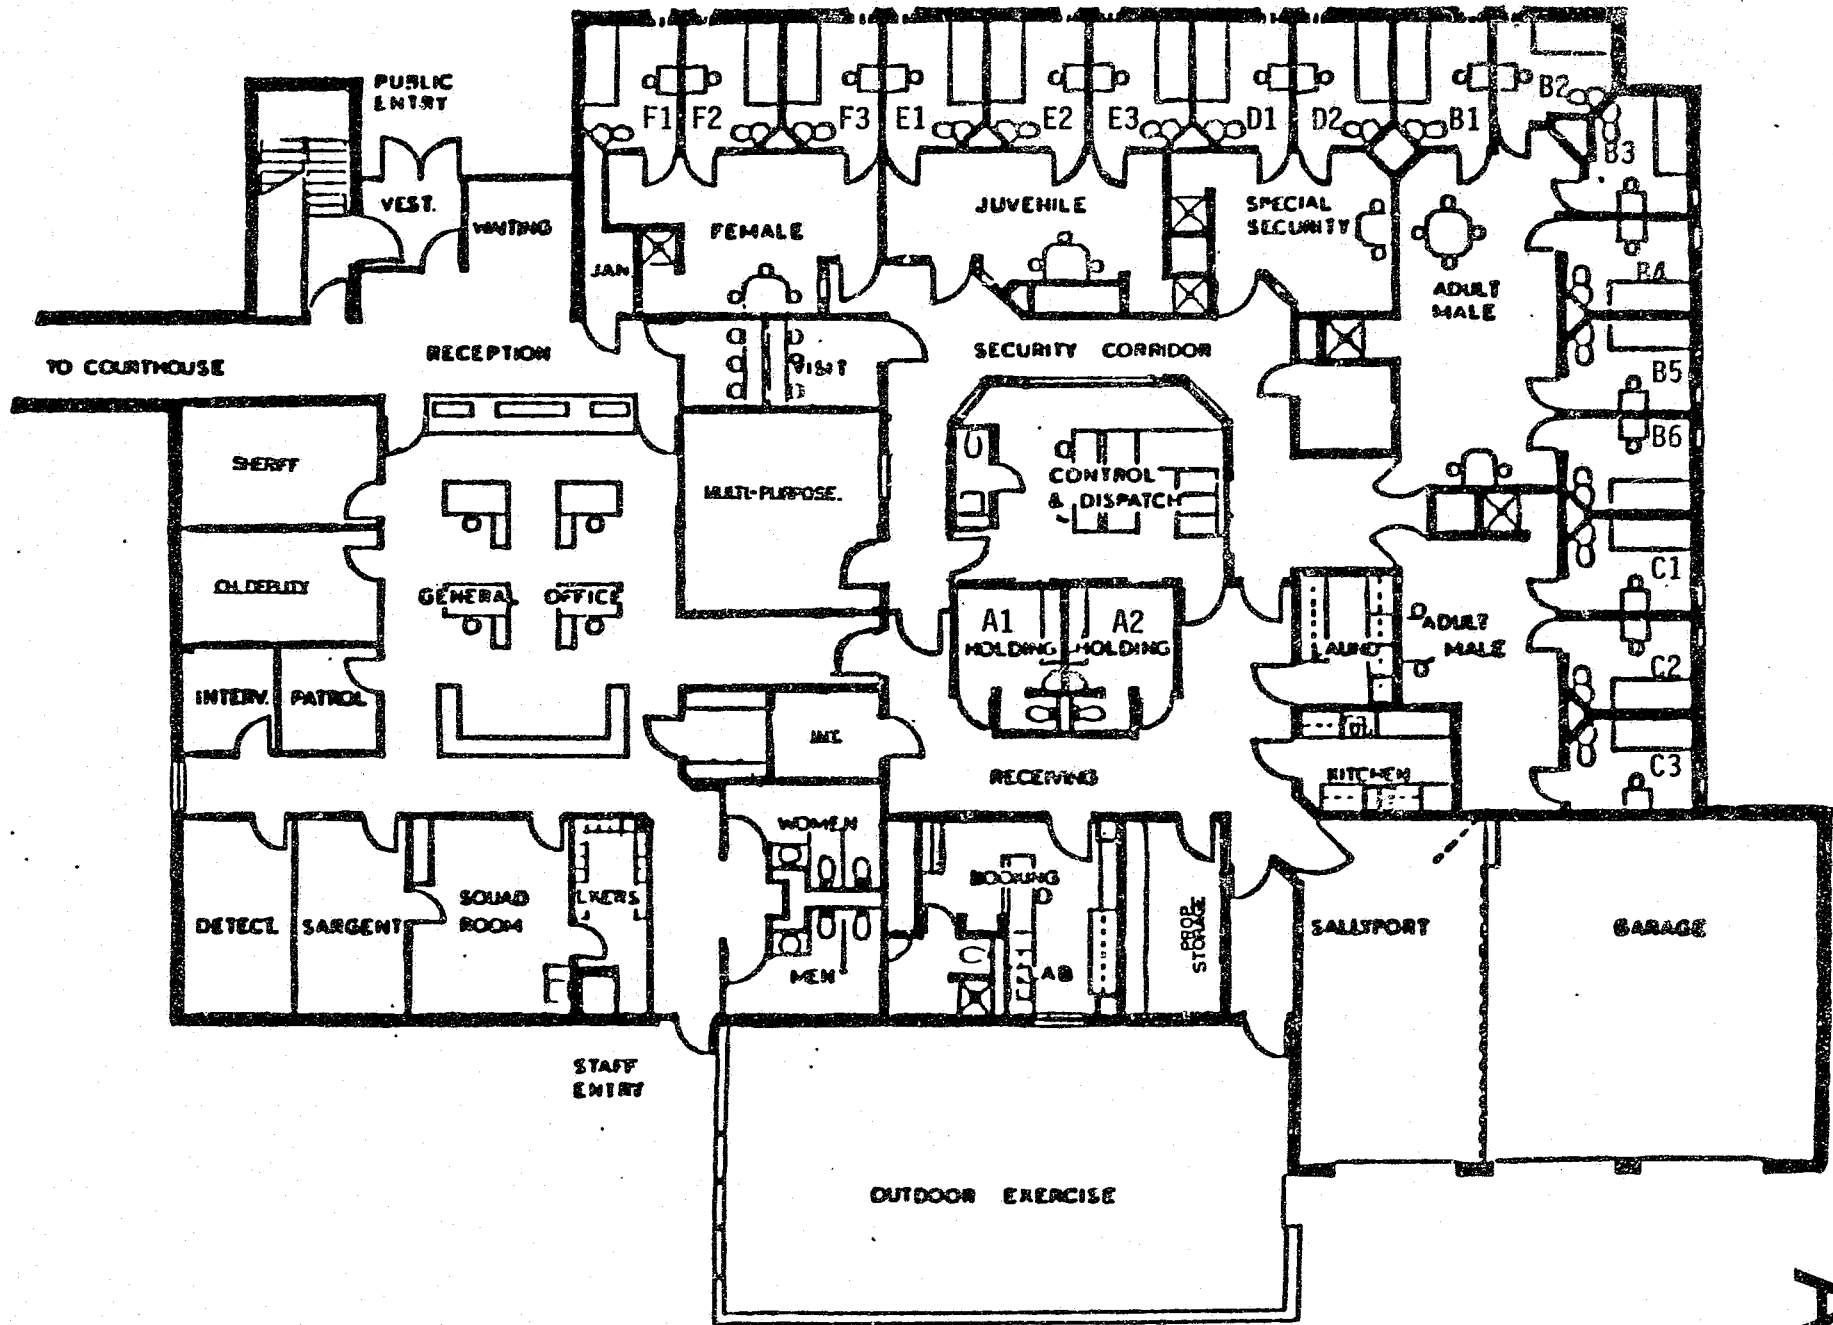 PUBLIC
ENTRY
F1 F2 F3 E1 E2 E3 D1 D2 B1 B2
B3
VEST.
WAITING
FEMALE
JUVENILE
SPECIAL
SECURITY
JAN.
B4
ADULT
MALE
TO COURTHOUSE
RECEPTION
VISIT
SECURITY CORRIDOR
B5
B6
SHERIFF
MULTI-PURPOSE.
CONTROL
& DISPATCH
CH. DEPUTY
GENERAL OFFICE
C1
A1 A2
HOLDING HOLDING
LAUND
ADULT
MALE
C2
INTERV. PATROL
INT.
RECEIVING
KITCHEN
C3
WOMEN
BOOKING
DETECT. SARGENT
SQUAD
ROOM
LKERS
MEN
LAB
PROP
STORAGE
SALLYPORT
GARAGE
STAFF
ENTRY
OUTDOOR EXERCISE